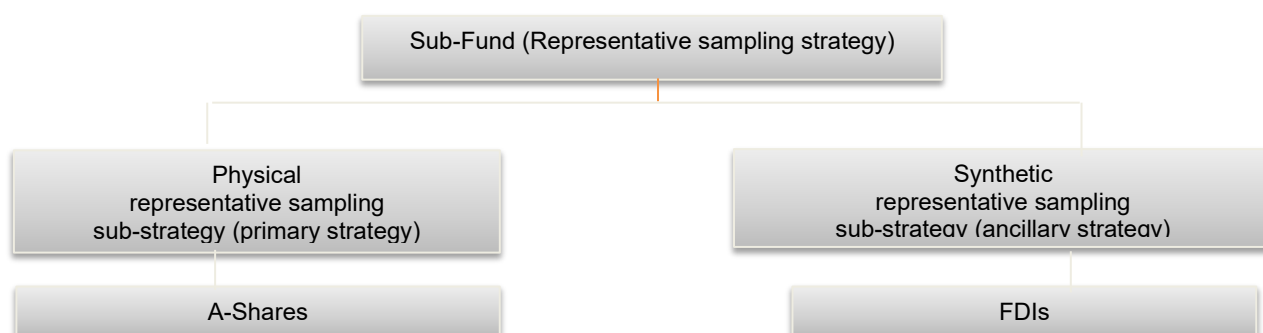 Sub-Fund (Representative sampling strategy)
Physical
representative sampling
sub-strategy (primary strategy)
Synthetic
representative sampling
sub-strategy (ancillary strategy)
A-Shares
FDIs